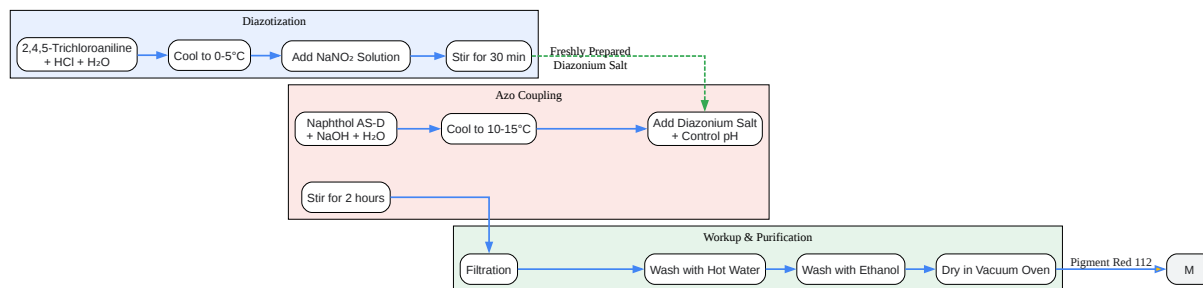 Diazotization
2,4,5-Trichloroaniline
+ HCl + H₂O
Cool to 0-5°C
Add NaNO₂ Solution
Stir for 30 min
Freshly Prepared
Diazonium Salt
Azo Coupling
Naphthol AS-D
+ NaOH + H₂O
Cool to 10-15°C
Add Diazonium Salt
+ Control pH
Stir for 2 hours
Workup & Purification
Filtration
Wash with Hot Water
Wash with Ethanol
Dry in Vacuum Oven
Pigment Red 112
M